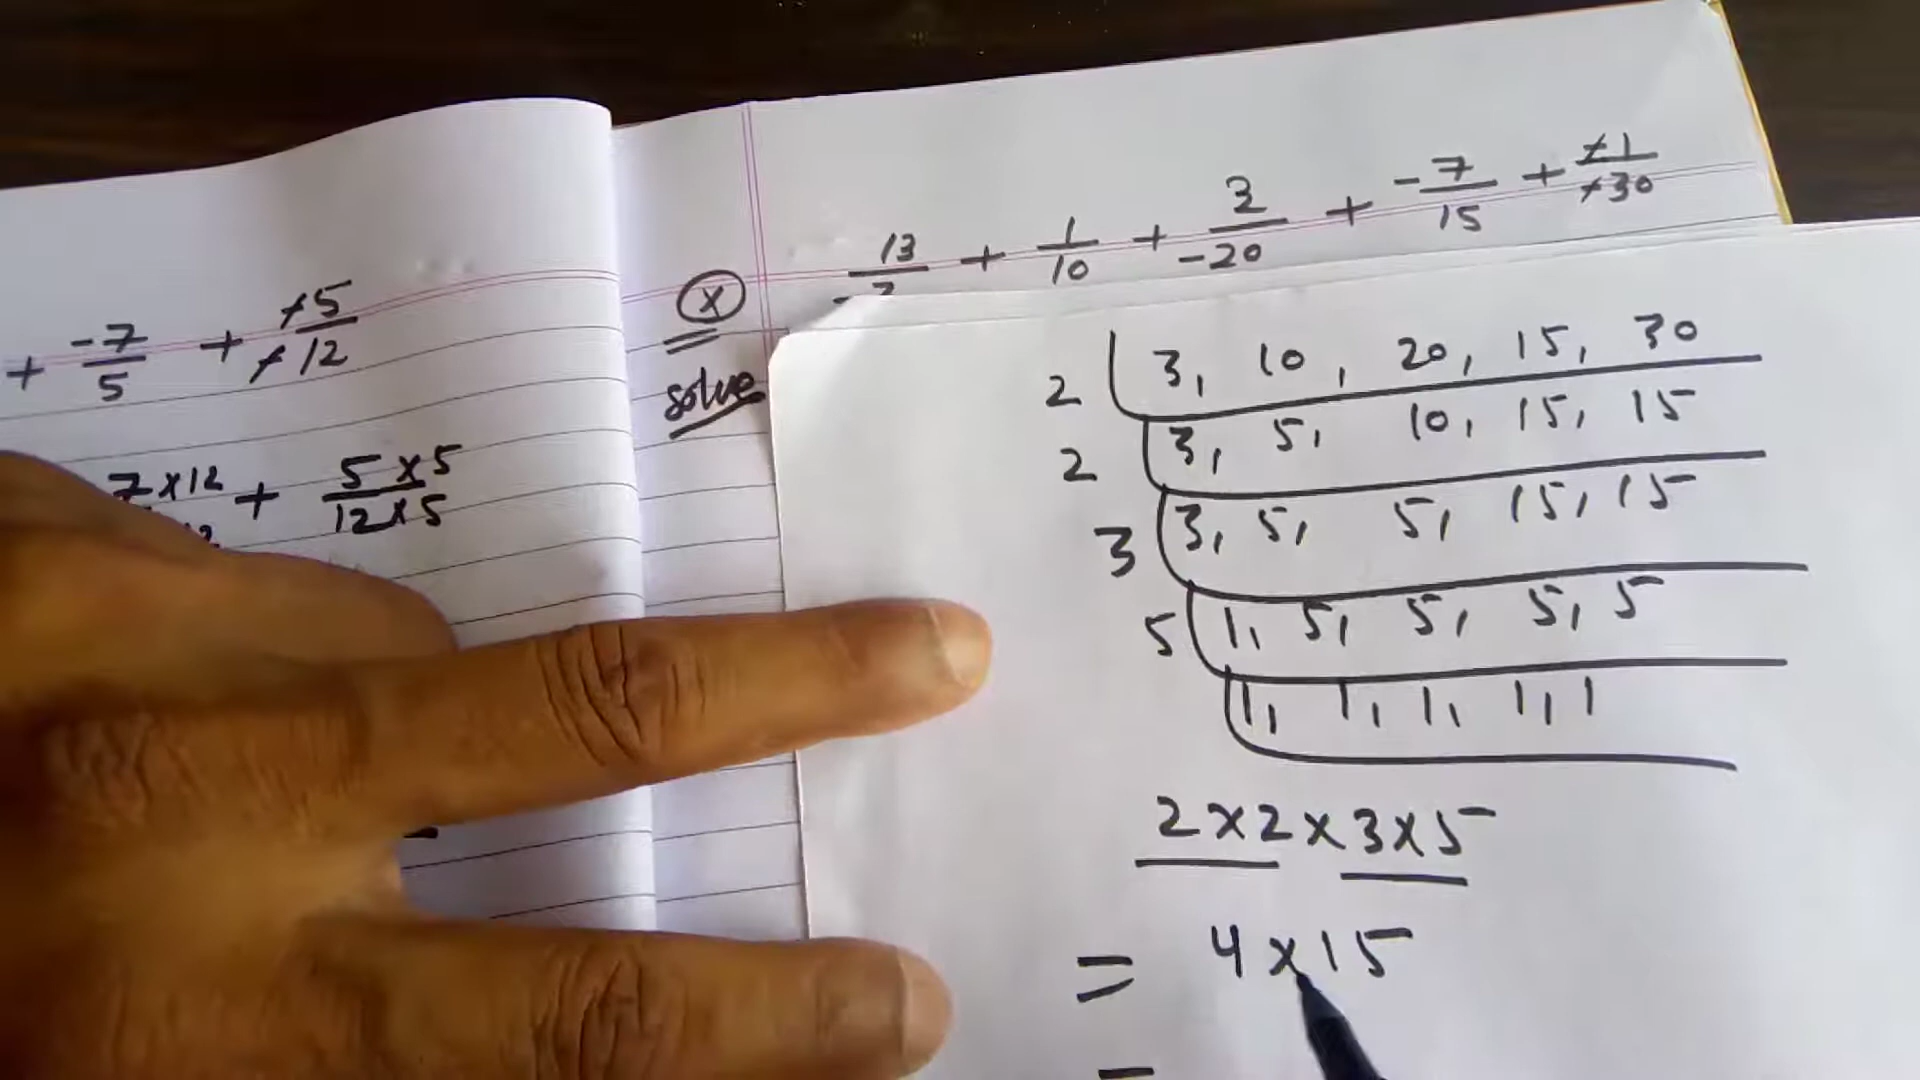 + -7/5 + -5/-12
7×12 + 5×5/12×5
(x)
solve
13/-3 + 1/10 + 3/-20 + -7/15 + -1/-30
2 | 3, 10, 20, 15, 30
2 | 3, 5, 10, 15, 15
3 | 3, 5, 5, 15, 15
5 | 1, 5, 5, 5, 5
1, 1, 1, 1, 1
2×2×3×5
= 4×15